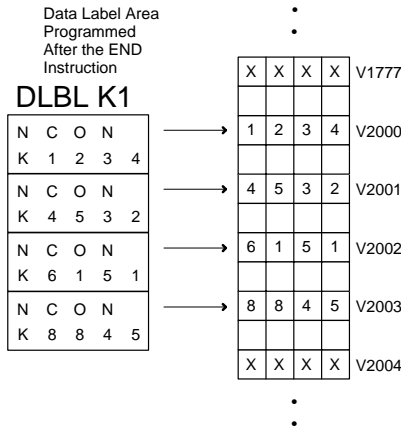 Data Label Area
Programmed
After the END
Instruction
DLBL K1
N C O N
K 1 2 3 4
N C O N
K 4 5 3 2
N C O N
K 6 1 5 1
N C O N
K 8 8 4 5
X X X X V1777
1 2 3 4 V2000
4 5 3 2 V2001
6 1 5 1 V2002
8 8 4 5 V2003
X X X X V2004